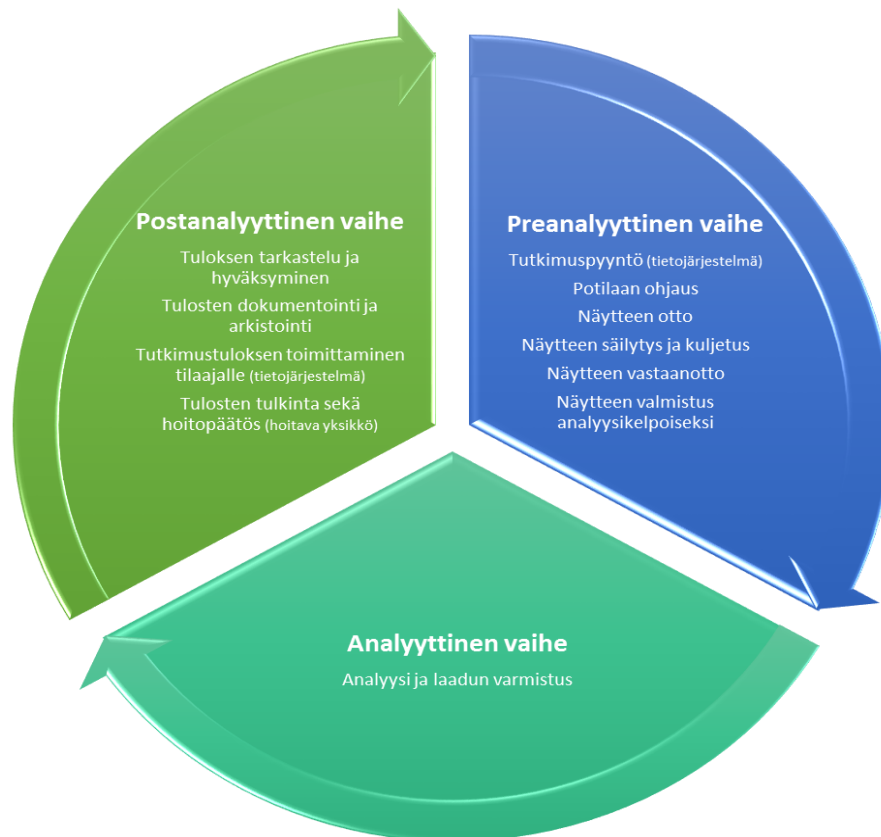 Postanalyyttinen vaihe
Tuloksen tarkastelu ja
hyväksyminen
Tulosten dokumentointi ja
arkistointi
Tutkimustuloksen toimittaminen
tilaajalle (tietojärjestelmä)
Tulosten tulkinta sekä
hoitopäätös (hoitava yksikkö)
Preanalyyttinen vaihe
Tutkimuspyyntö (tietojärjestelmä)
Potilaan ohjaus
Näytteen otto
Näytteen säilytys ja kuljetus
Näytteen vastaanotto
Näytteen valmistus
analyysikelpoiseksi
Analyyttinen vaihe
Analyysi ja laadun varmistus